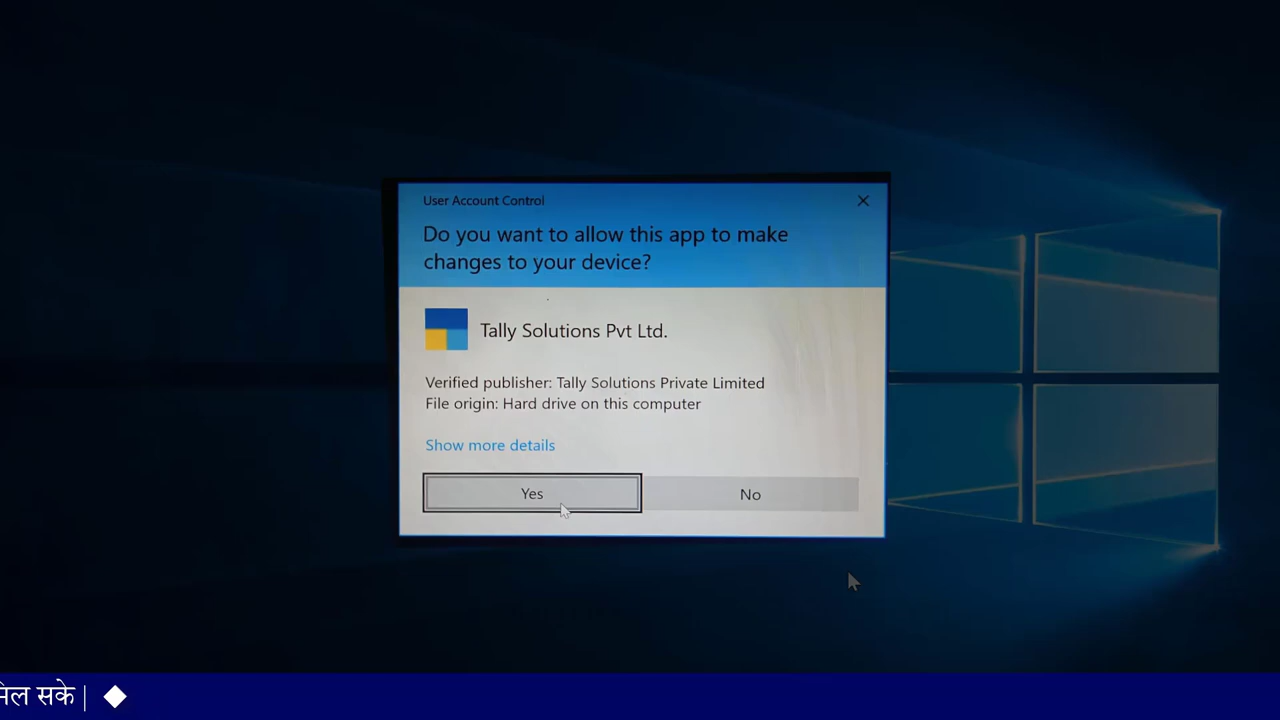 User Account Control
Do you want to allow this app to make
changes to your device?
Tally Solutions Pvt Ltd.
Verified publisher: Tally Solutions Private Limited
File origin: Hard drive on this computer
Show more details
Yes
No
मिल सके |